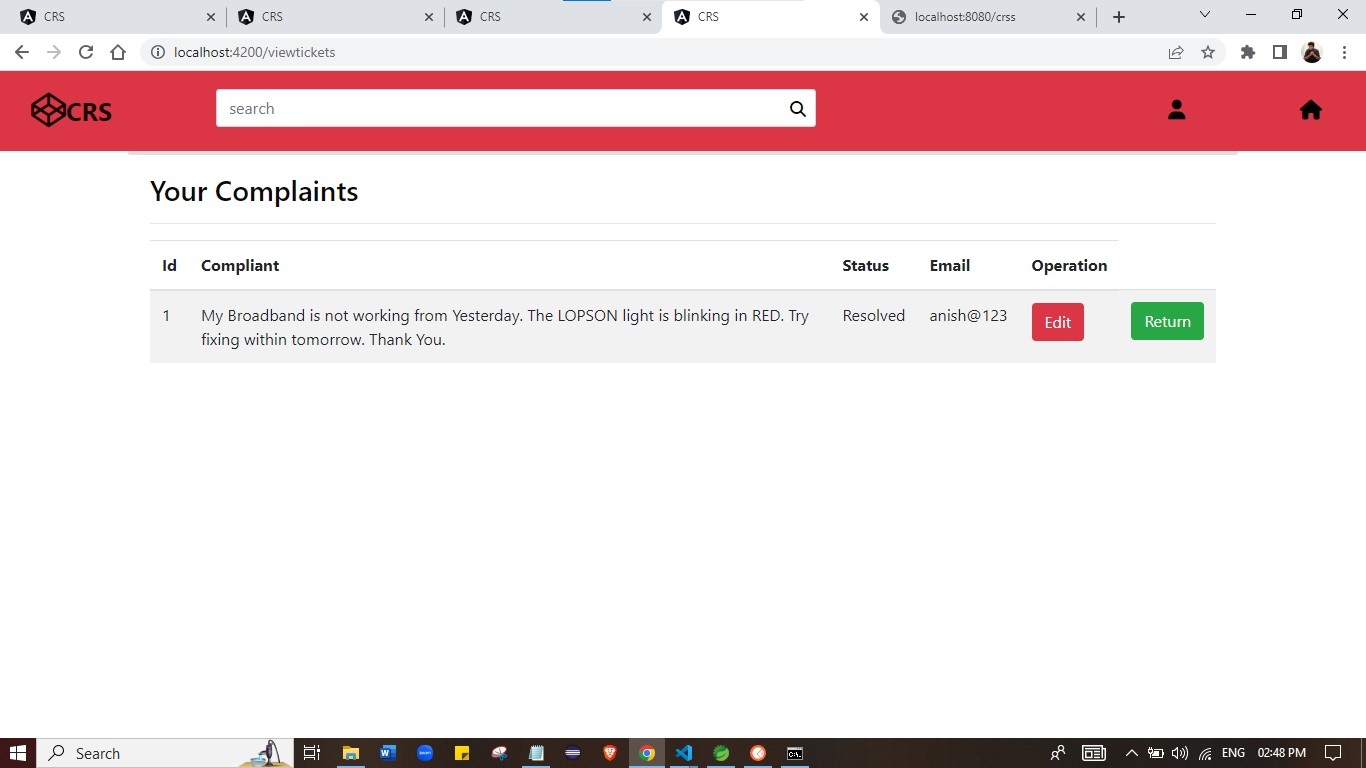 CRS
CRS
CRS
CRS
localhost:8080/crss
localhost:4200/viewtickets
CRS
search
Your Complaints
Id Compliant Status Email Operation
1 My Broadband is not working from Yesterday. The LOPSON light is blinking in RED. Try Resolved anish@123 Edit Return
fixing within tomorrow. Thank You.
Search
ENG 02:48 PM